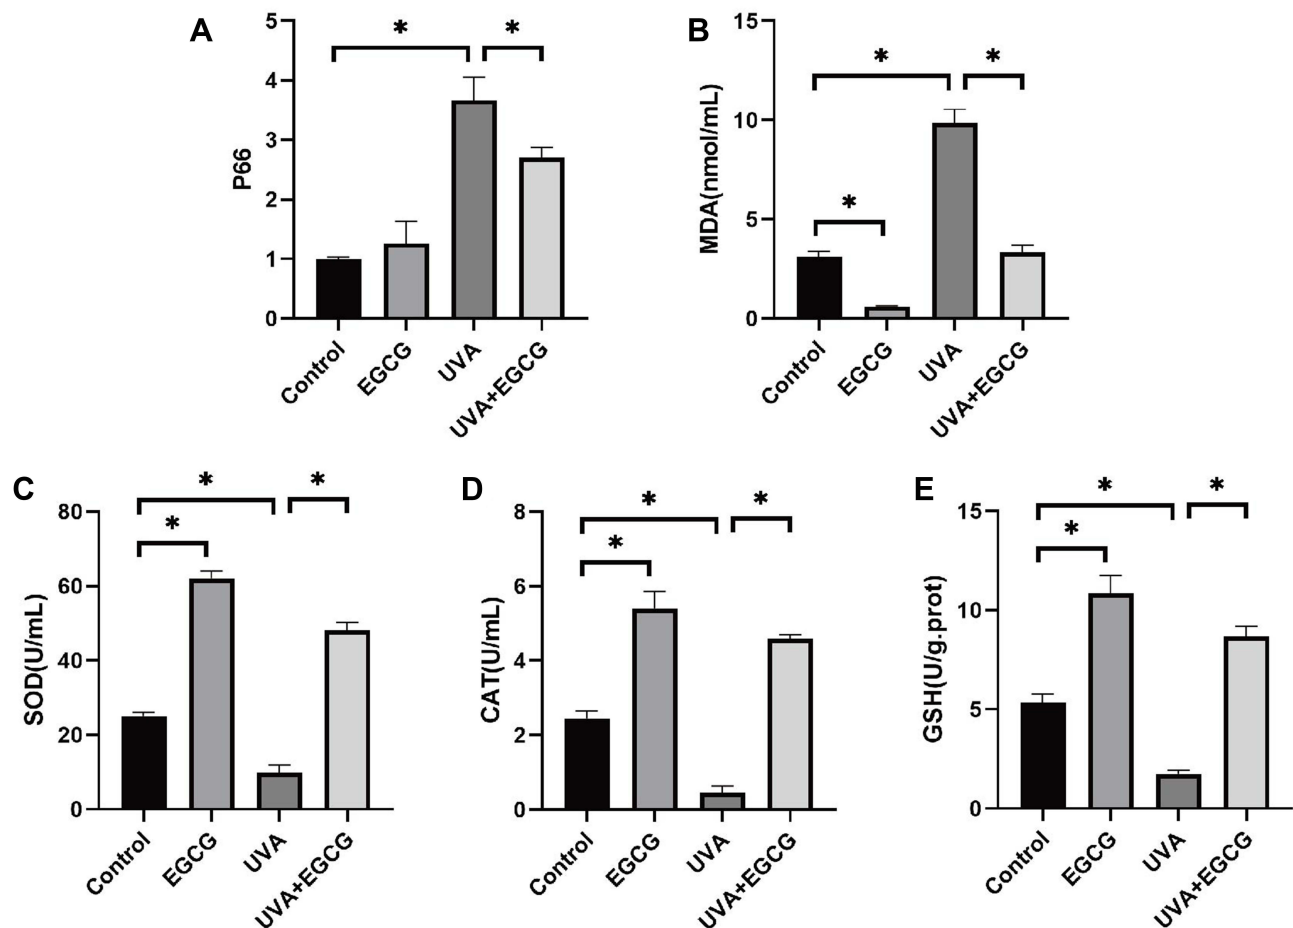 A
P66
5
4
3
2
1
0
* *
Control
EGCG
UVA
UVA+EGCG
B
MDA(nmol/mL)
15
10
5
0
* * *
Control
EGCG
UVA
UVA+EGCG
C
SOD(U/mL)
80
60
40
20
0
* * *
Control
EGCG
UVA
UVA+EGCG
D
CAT(U/mL)
8
6
4
2
0
* * *
Control
EGCG
UVA
UVA+EGCG
E
GSH(U/g.prot)
15
10
5
0
* * *
Control
EGCG
UVA
UVA+EGCG